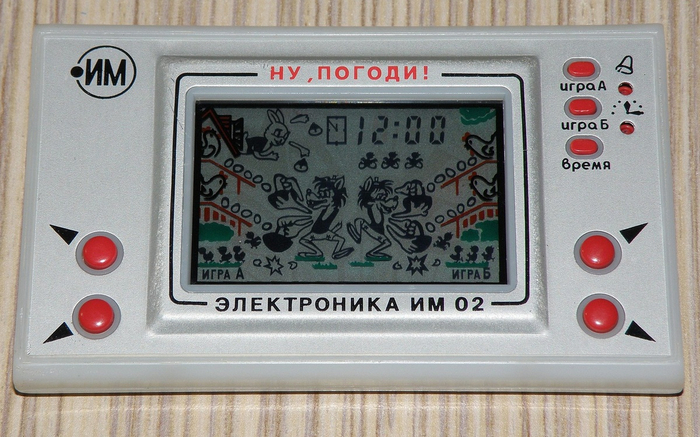 ИМ
НУ, ПОГОДИ!
игра А
игра Б
время
12:00
ИГРА А
ИГРА Б
ЭЛЕКТРОНИКА ИМ 02